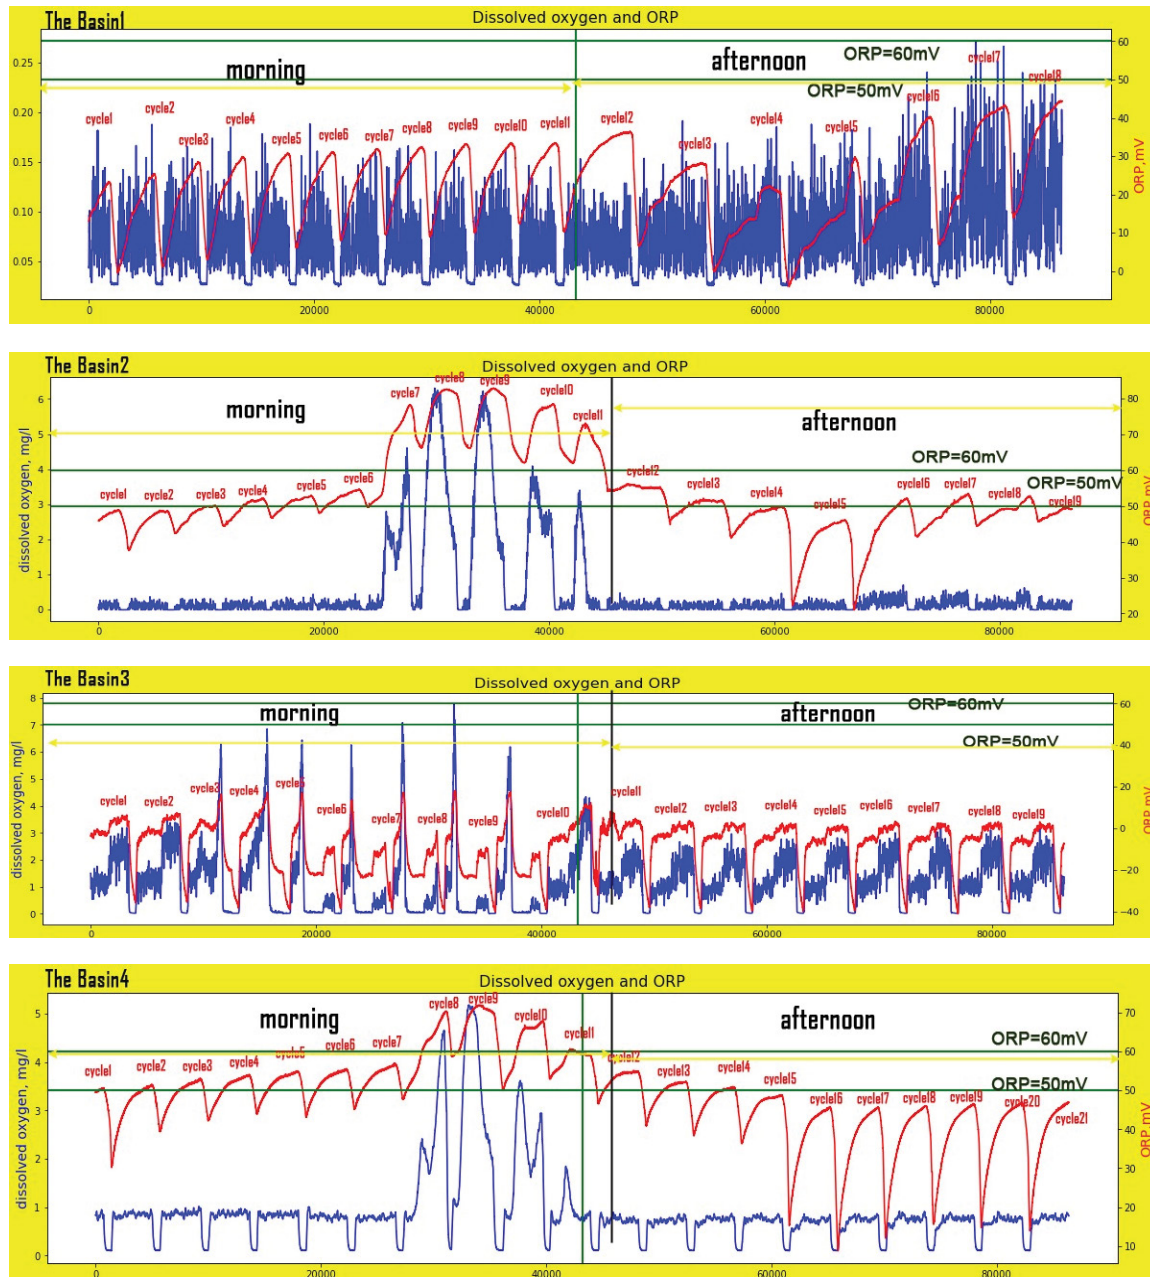 The Basin1
Dissolved oxygen and ORP
morning
afternoon
ORP=60mV
ORP=50mV
cycle1
cycle2
cycle3
cycle4
cycle5
cycle6
cycle7
cycle8
cycle9
cycle10
cycle11
cycle12
cycle13
cycle14
cycle15
cycle16
cycle17
cycle18
0.25
0.20
0.15
0.10
0.05
60
50
40
30
20
10
0
ORP,mV
0 20000 40000 60000 80000
The Basin2
Dissolved oxygen and ORP
morning
afternoon
ORP=60mV
ORP=50mV
cycle1
cycle2
cycle3
cycle4
cycle5
cycle6
cycle7
cycle8
cycle9
cycle10
cycle11
cycle12
cycle13
cycle14
cycle15
cycle16
cycle17
cycle18
cycle19
dissolved oxygen, mg/l
6
5
4
3
2
1
0
80
70
60
50
40
30
20
0 20000 40000 60000 80000
The Basin3
Dissolved oxygen and ORP
morning
afternoon
ORP=60mV
ORP=50mV
cycle1
cycle2
cycle3
cycle4
cycle5
cycle6
cycle7
cycle8
cycle9
cycle10
cycle11
cycle12
cycle13
cycle14
cycle15
cycle16
cycle17
cycle18
cycle19
dissolved oxygen, mg/l
8
7
6
5
4
3
2
1
0
60
40
20
0
−20
−40
ORP,mV
0 20000 40000 60000 80000
The Basin4
Dissolved oxygen and ORP
morning
afternoon
ORP=60mV
ORP=50mV
cycle1
cycle2
cycle3
cycle4
cycle5
cycle6
cycle7
cycle8
cycle9
cycle10
cycle11
cycle12
cycle13
cycle14
cycle15
cycle16
cycle17
cycle18
cycle19
cycle20
cycle21
dissolved oxygen, mg/l
5
4
3
2
1
0
70
60
50
40
30
20
10
ORP,mV
0 20000 40000 60000 80000